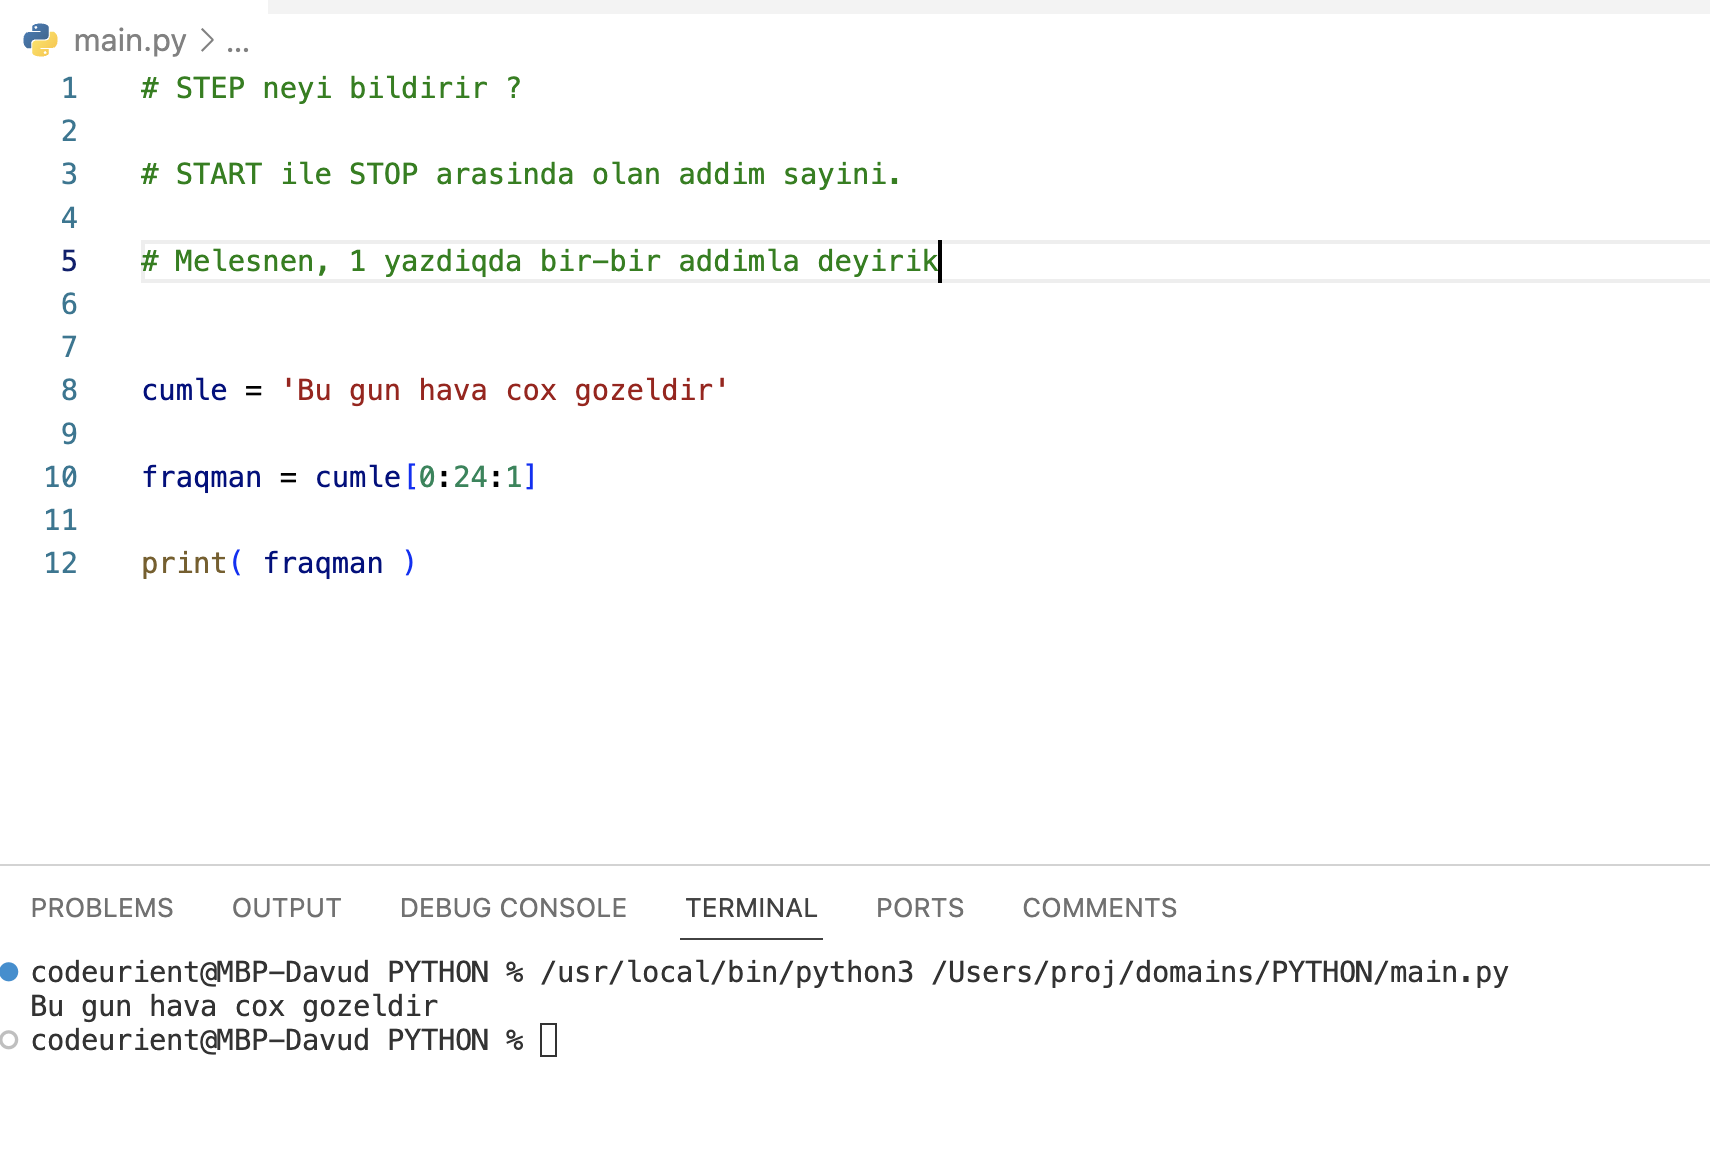 main.py > ...
1 # STEP neyi bildirir ?
2
3 # START ile STOP arasinda olan addim sayini.
4
5 # Melesnen, 1 yazdiqda bir-bir addimla deyirik
6
7
8 cumle = 'Bu gun hava cox gozeldir'
9
10 fraqman = cumle[0:24:1]
11
12 print( fraqman )
PROBLEMS OUTPUT DEBUG CONSOLE TERMINAL PORTS COMMENTS
codeurient@MBP-Davud PYTHON % /usr/local/bin/python3 /Users/proj/domains/PYTHON/main.py
Bu gun hava cox gozeldir
codeurient@MBP-Davud PYTHON %